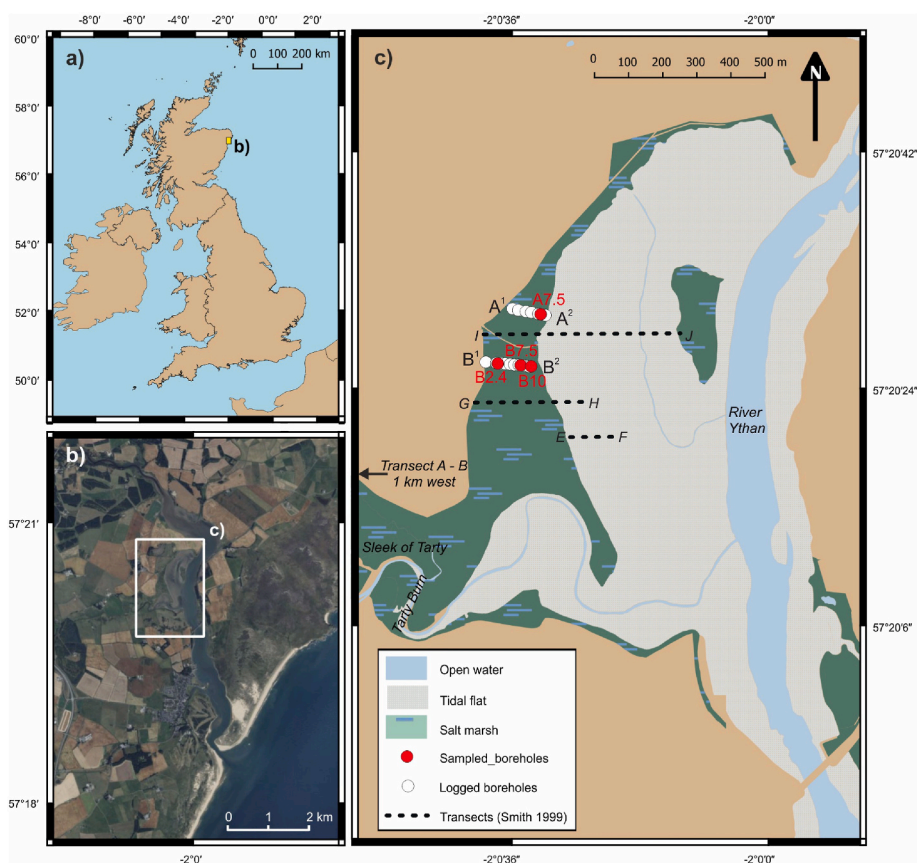 -8°0' -6°0' -4°0' -2°0' 0°0'
-2°0'36" -2°0'0"
60°0'
58°0'
56°0'
54°0'
52°0'
50°0'
a)
0 100 200 km
b)
b)
c)
57°21'
57°18'
0 1 2 km
-2°0'
c)
0 100 200 300 400 500 m
N
57°20'42"
57°20'24"
57°20'6"
A1 A7.5 A2
I J
B1 B7.5 B2
B2.4 B10
G H
E F
River
Ythan
Transect A - B
1 km west
Sleek of Tarty
Tarty Burn
Open water
Tidal flat
Salt marsh
Sampled_boreholes
Logged boreholes
Transects (Smith 1999)
-2°0'36" -2°0'0"